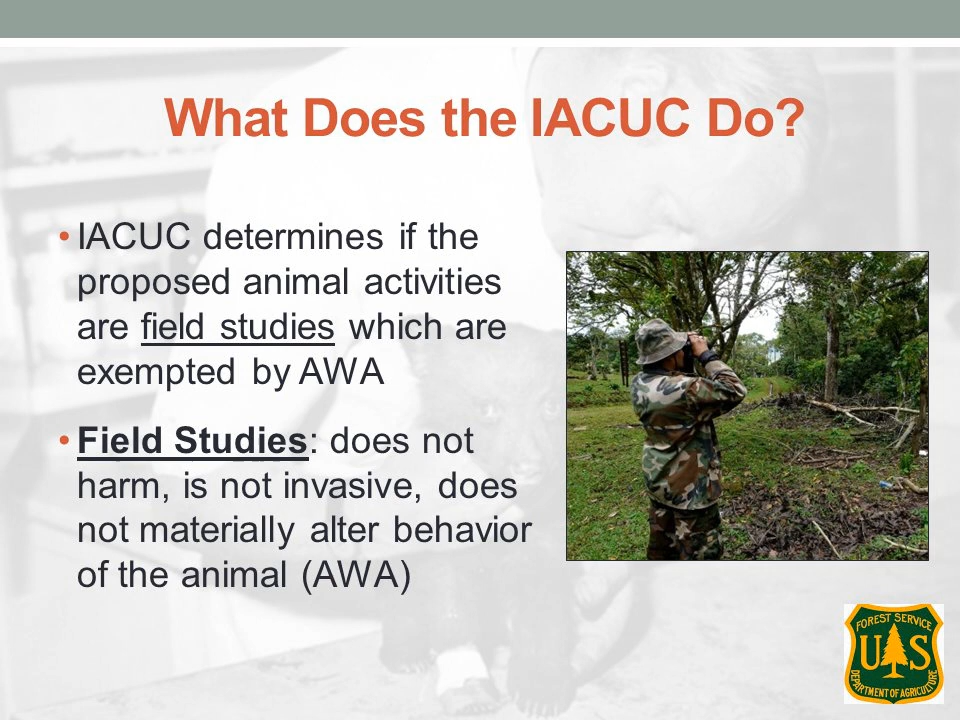 What Does the IACUC Do?
• IACUC determines if the
proposed animal activities
are field studies which are
exempted by AWA
• Field Studies: does not
harm, is not invasive, does
not materially alter behavior
of the animal (AWA)
FOREST SERVICE
U S
DEPARTMENT OF AGRICULTURE